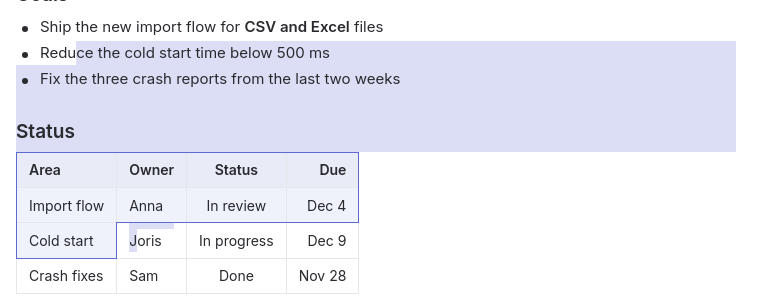 Ship the new import flow for CSV and Excel files
Reduce the cold start time below 500 ms
Fix the three crash reports from the last two weeks
Status
Area Owner Status Due
Import flow Anna In review Dec 4
Cold start Joris In progress Dec 9
Crash fixes Sam Done Nov 28